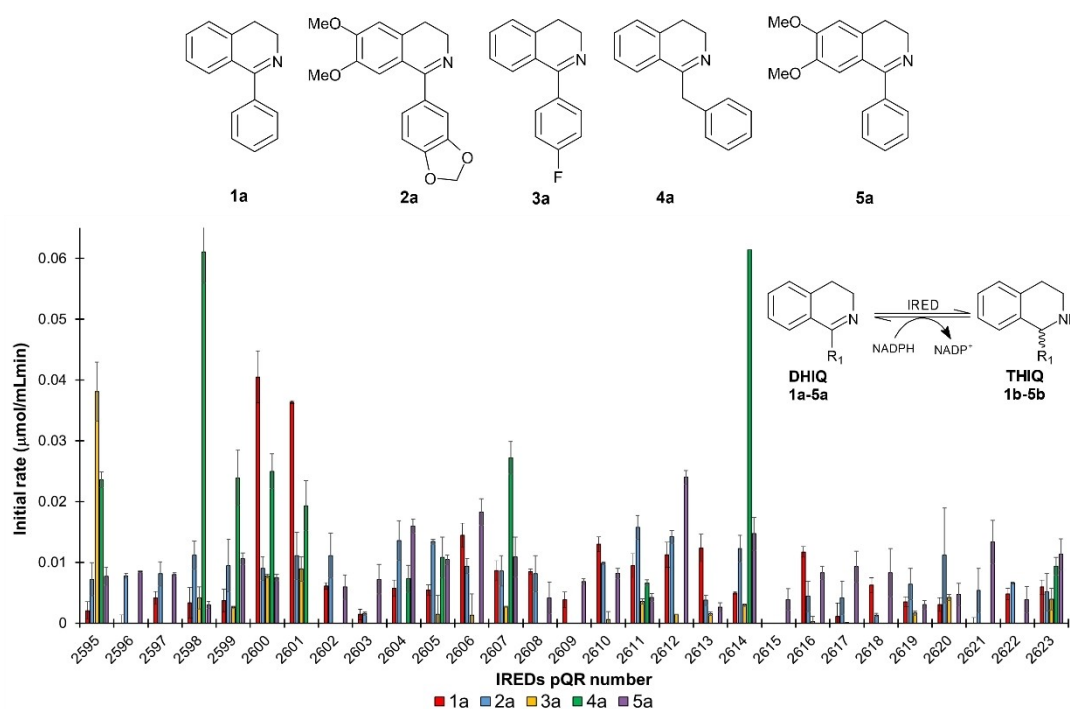 MeO
MeO
N
N
N
N
N
MeO
MeO
O
O
F
1a
2a
3a
4a
5a
Initial rate (μmol/mLmin)
0.06
0.05
0.04
0.03
0.02
0.01
0
N
R1
DHIQ
1a-5a
IRED
NADPH
NADP+
R1
THIQ
1b-5b
2595
2596
2597
2598
2599
2600
2601
2602
2603
2604
2605
2606
2607
2608
2609
2610
2611
2612
2613
2614
2615
2616
2617
2618
2619
2620
2621
2622
2623
IREDs pQR number
1a 2a 3a 4a 5a